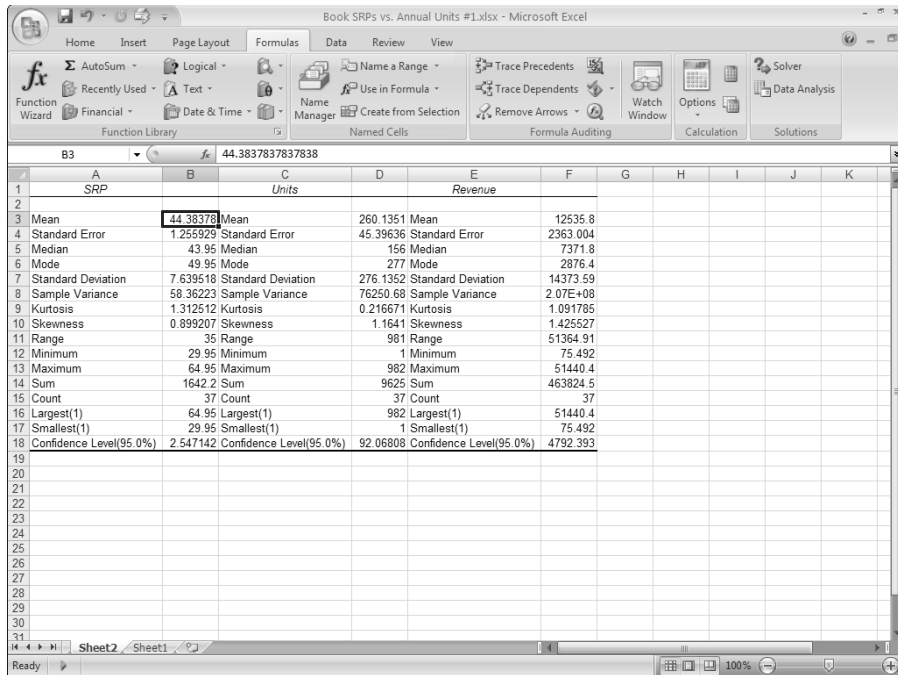 Book SRPs vs. Annual Units #1.xlsx - Microsoft Excel
Home Insert Page Layout Formulas Data Review View
fx Function Wizard
Σ AutoSum
Recently Used
Financial
Logical
Text
Date & Time
Function Library
Name Manager
Name a Range
Use in Formula
Create from Selection
Named Cells
Trace Precedents
Trace Dependents
Remove Arrows
Formula Auditing
Watch Window
Options
Calculation
Solver
Data Analysis
Solutions
B3 fx 44.3837837837838
A B C D E F G H I J K
1 SRP Units Revenue
2
3 Mean 44.38378 Mean 260.1351 Mean 12535.8
4 Standard Error 1.255929 Standard Error 45.39636 Standard Error 2363.004
5 Median 43.95 Median 156 Median 7371.8
6 Mode 49.95 Mode 277 Mode 2876.4
7 Standard Deviation 7.639518 Standard Deviation 276.1352 Standard Deviation 14373.59
8 Sample Variance 58.36223 Sample Variance 76250.68 Sample Variance 2.07E+08
9 Kurtosis 1.312512 Kurtosis 0.216671 Kurtosis 1.091785
10 Skewness 0.899207 Skewness 1.1641 Skewness 1.425527
11 Range 35 Range 981 Range 51364.91
12 Minimum 29.95 Minimum 1 Minimum 75.492
13 Maximum 64.95 Maximum 982 Maximum 51440.4
14 Sum 1642.2 Sum 9625 Sum 463824.5
15 Count 37 Count 37 Count 37
16 Largest(1) 64.95 Largest(1) 982 Largest(1) 51440.4
17 Smallest(1) 29.95 Smallest(1) 1 Smallest(1) 75.492
18 Confidence Level(95.0%) 2.547142 Confidence Level(95.0%) 92.06808 Confidence Level(95.0%) 4792.393
19
20
21
22
23
24
25
26
27
28
29
30
31
Sheet2 Sheet1
Ready 100%